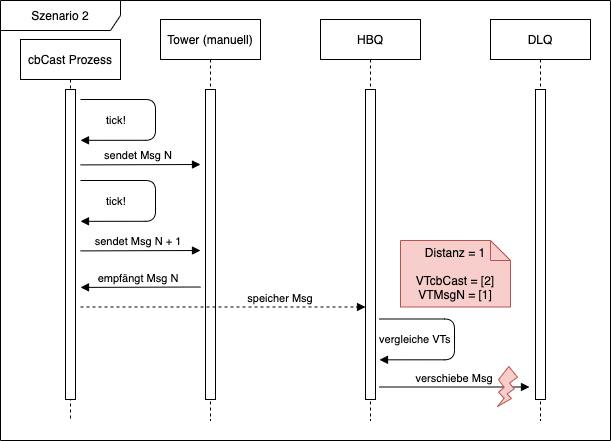 Szenario 2
cbCast Prozess
Tower (manuell)
HBQ
DLQ
tick!
sendet Msg N
tick!
sendet Msg N + 1
empfängt Msg N
speicher Msg
Distanz = 1
VTcbCast = [2]
VTMsgN = [1]
vergleiche VTs
verschiebe Msg